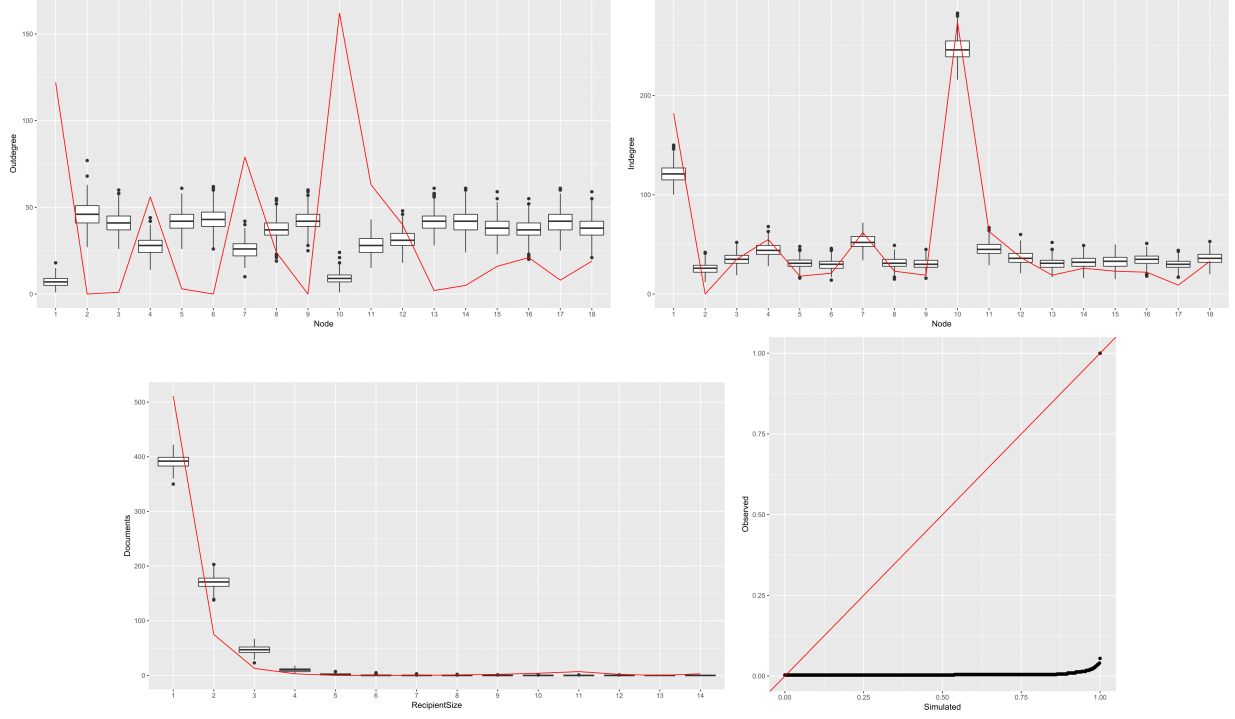 150
100
50
0
Outdegree
1 2 3 4 5 6 7 8 9 10 11 12 13 14 15 16 17 18
Node
200
100
0
Indegree
1 2 3 4 5 6 7 8 9 10 11 12 13 14 15 16 17 18
Node
500
400
300
200
100
0
Documents
1 2 3 4 5 6 7 8 9 10 11 12 13 14
RecipientSize
1.00
0.75
0.50
0.25
0.00
Observed
0.00 0.25 0.50 0.75 1.00
Simulated